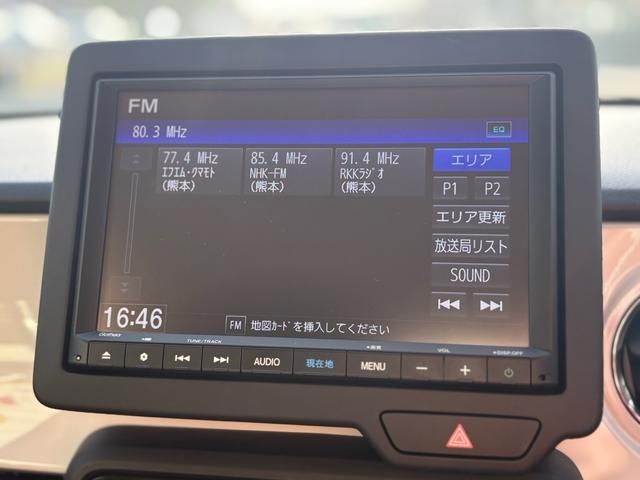 FM
80.3 MHz
EQ
77.4 MHz
エフエム・クマモト
(熊本)
85.4 MHz
NHK-FM
(熊本)
91.4 MHz
RKKラジオ
(熊本)
エリア
P1
P2
エリア更新
放送局リスト
SOUND
16:46
FM
地図カードを挿入してください
TUNE/TRACK
VOL
DISP OFF
AUDIO
現在地
MENU